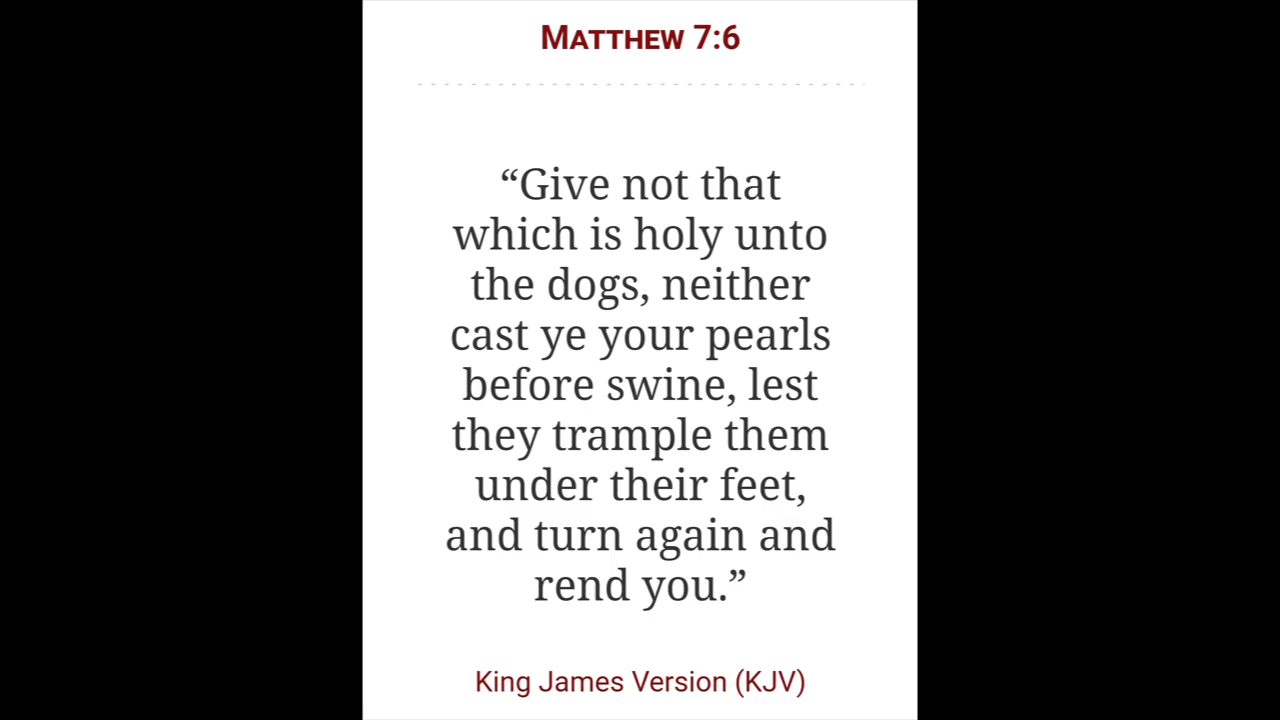 MATTHEW 7:6
“Give not that
which is holy unto
the dogs, neither
cast ye your pearls
before swine, lest
they trample them
under their feet,
and turn again and
rend you.”
King James Version (KJV)